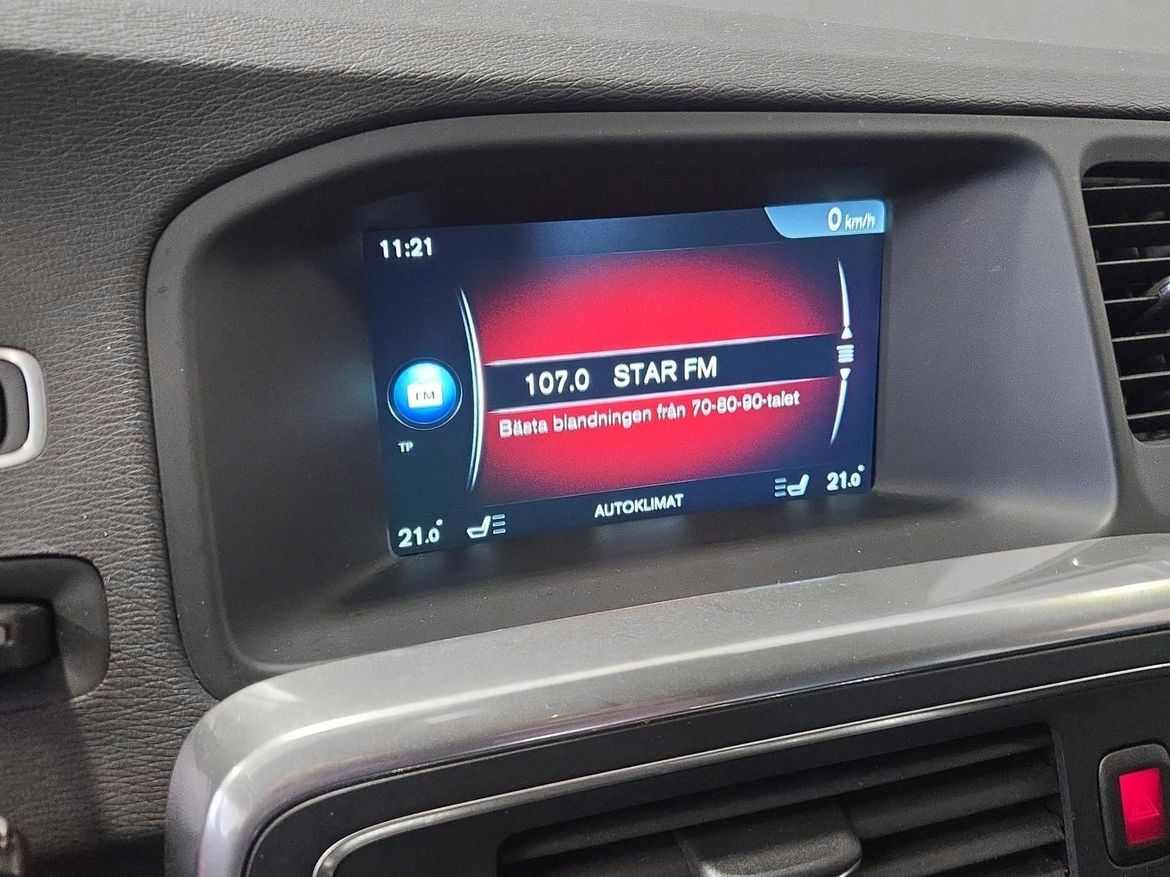 11:21
0 km/h
FM
107.0 STAR FM
Bästa blandningen från 70-80-90-talet
TP
21.0°
AUTOKLIMAT
21.0°